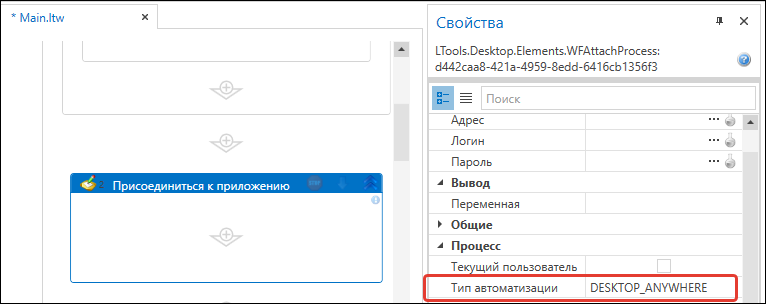 * Main.ltw
Присоединиться к приложению
Свойства
LTools.Desktop.Elements.WFAttachProcess:
d442caa8-421a-4959-8edd-6416cb1356f3
Поиск
Адрес
Логин
Пароль
Вывод
Переменная
Общие
Процесс
Текущий пользователь
Тип автоматизации DESKTOP_ANYWHERE